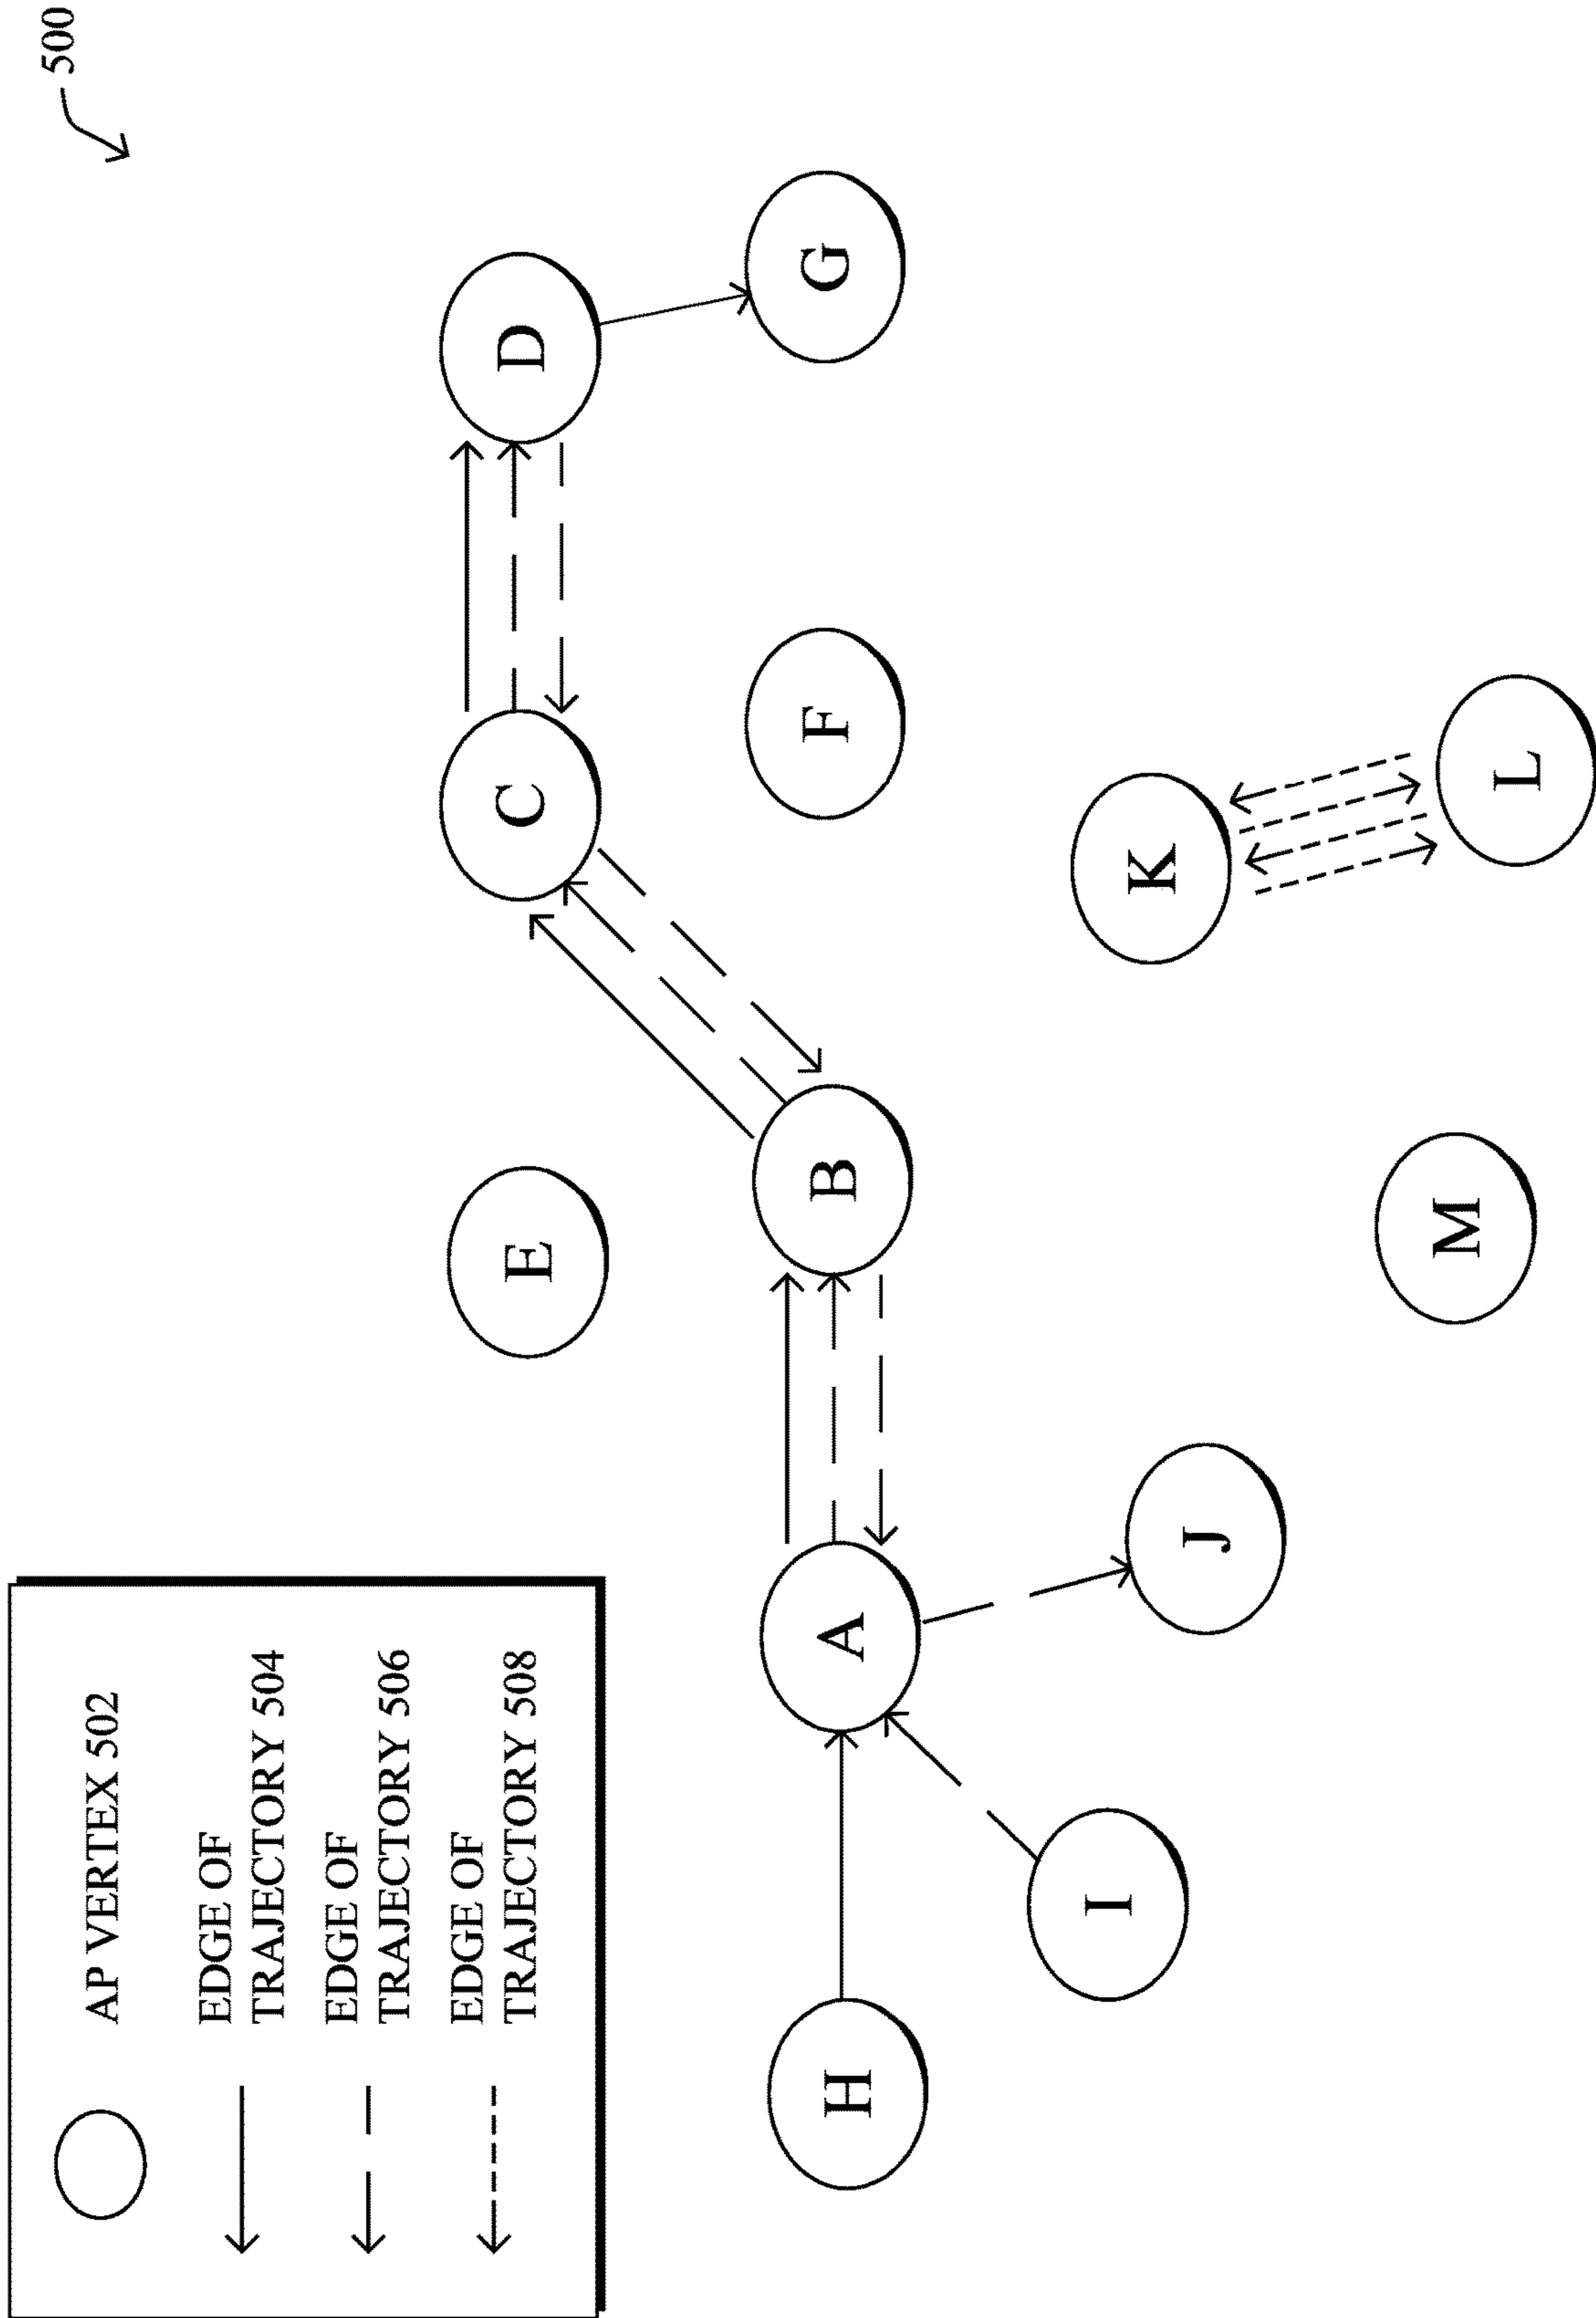 500
AP VERTEX 502
EDGE OF
TRAJECTORY 504
EDGE OF
TRAJECTORY 506
EDGE OF
TRAJECTORY 508
E
C
D
H
A
B
F
G
I
J
K
M
L